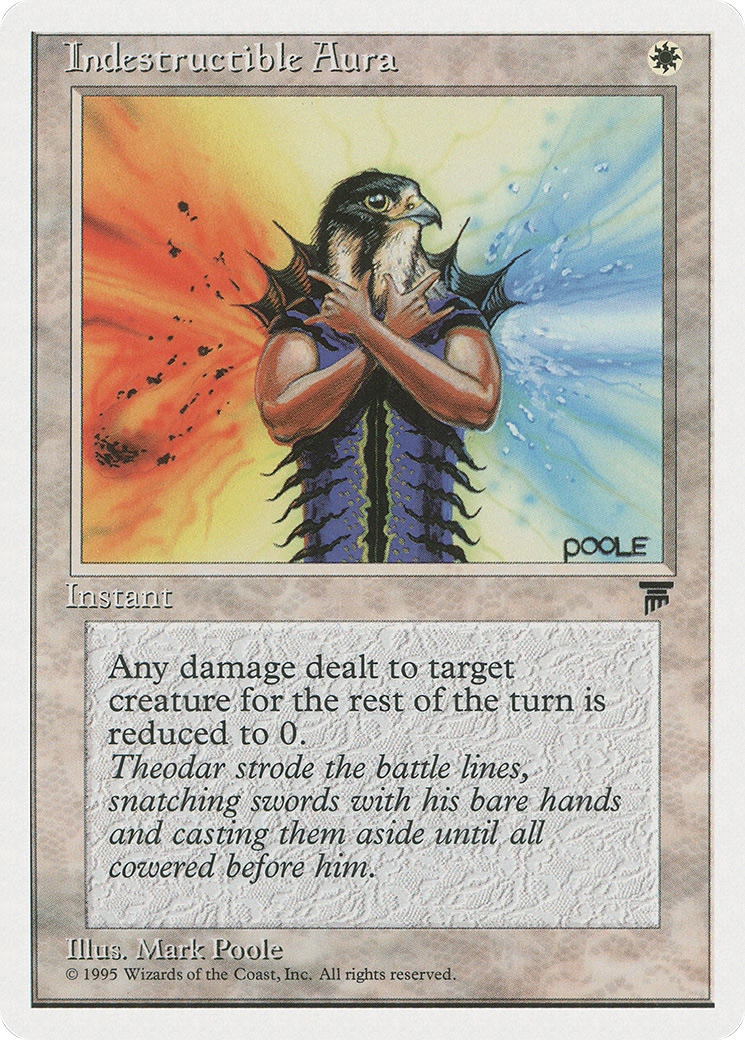 Indestructible Aura
POOLE
Instant
Any damage dealt to target
creature for the rest of the turn is
reduced to 0.
Theodar strode the battle lines,
snatching swords with his bare hands
and casting them aside until all
cowered before him.
Illus. Mark Poole
© 1995 Wizards of the Coast, Inc. All rights reserved.